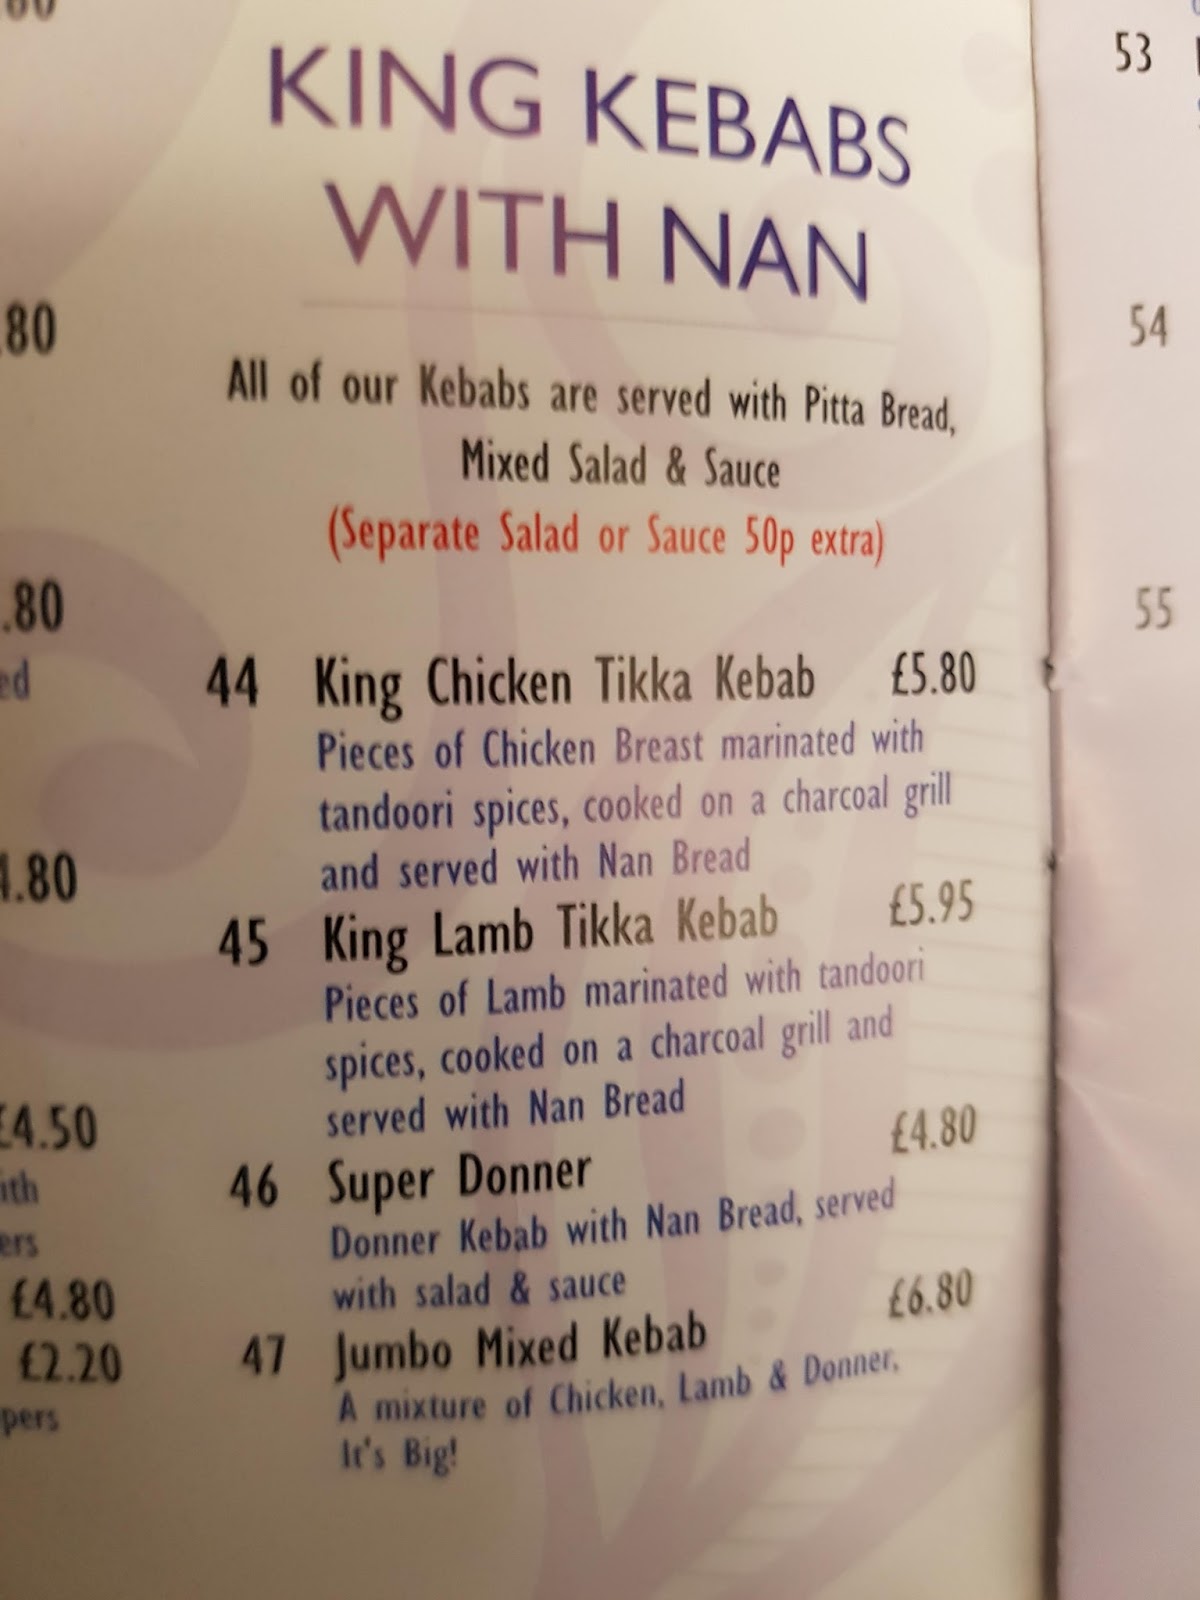 KING KEBABS
WITH NAN
All of our Kebabs are served with Pitta Bread,
Mixed Salad & Sauce
(Separate Salad or Sauce 50p extra)
44 King Chicken Tikka Kebab £5.80
Pieces of Chicken Breast marinated with
tandoori spices, cooked on a charcoal grill
and served with Nan Bread
45 King Lamb Tikka Kebab £5.95
Pieces of Lamb marinated with tandoori
spices, cooked on a charcoal grill and
served with Nan Bread
46 Super Donner £4.80
Donner Kebab with Nan Bread, served
with salad & sauce
47 Jumbo Mixed Kebab £6.80
A mixture of Chicken, Lamb & Donner,
It's Big!
.80
.80
.80
£4.50
£4.80
£2.20
53
54
55